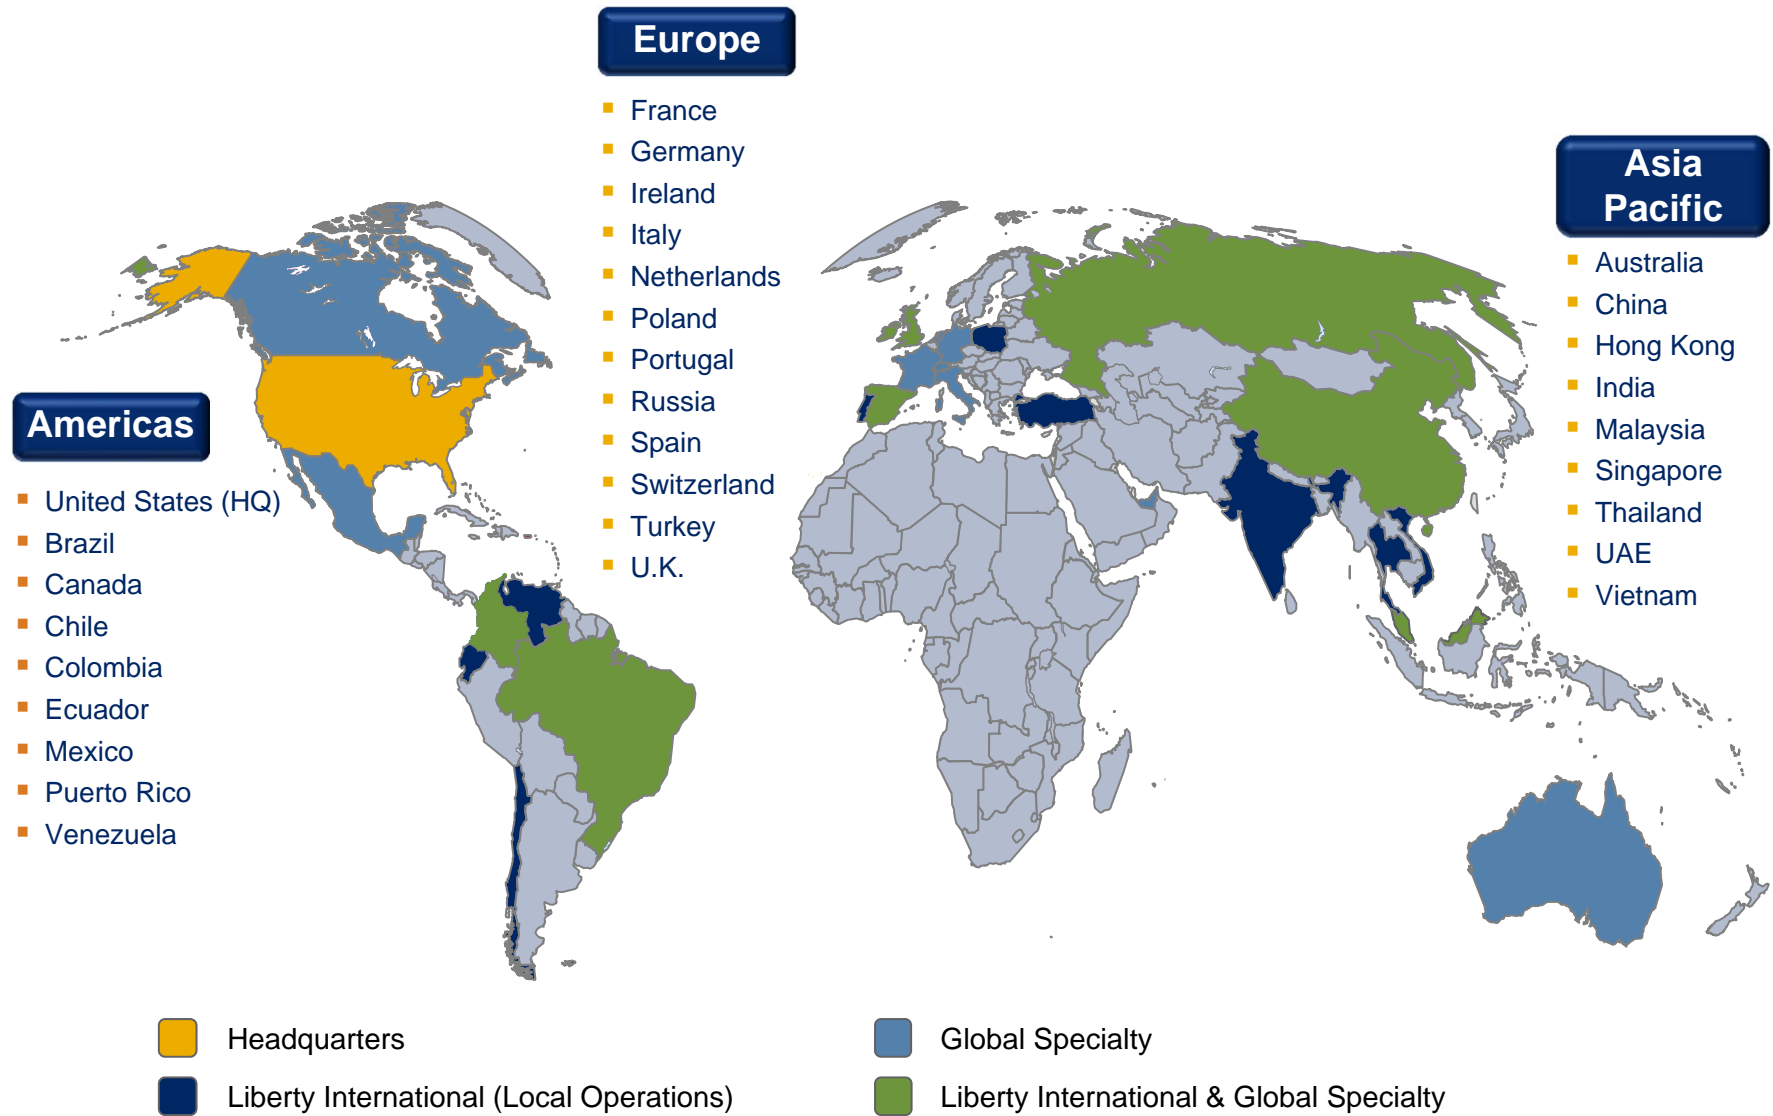 Europe
France
Germany
Ireland
Italy
Netherlands
Poland
Portugal
Russia
Spain
Switzerland
Turkey
U.K.
Asia
Pacific
Australia
China
Hong Kong
India
Malaysia
Singapore
Thailand
UAE
Vietnam
Americas
United States (HQ)
Brazil
Canada
Chile
Colombia
Ecuador
Mexico
Puerto Rico
Venezuela
Headquarters
Global Specialty
Liberty International (Local Operations)
Liberty International & Global Specialty